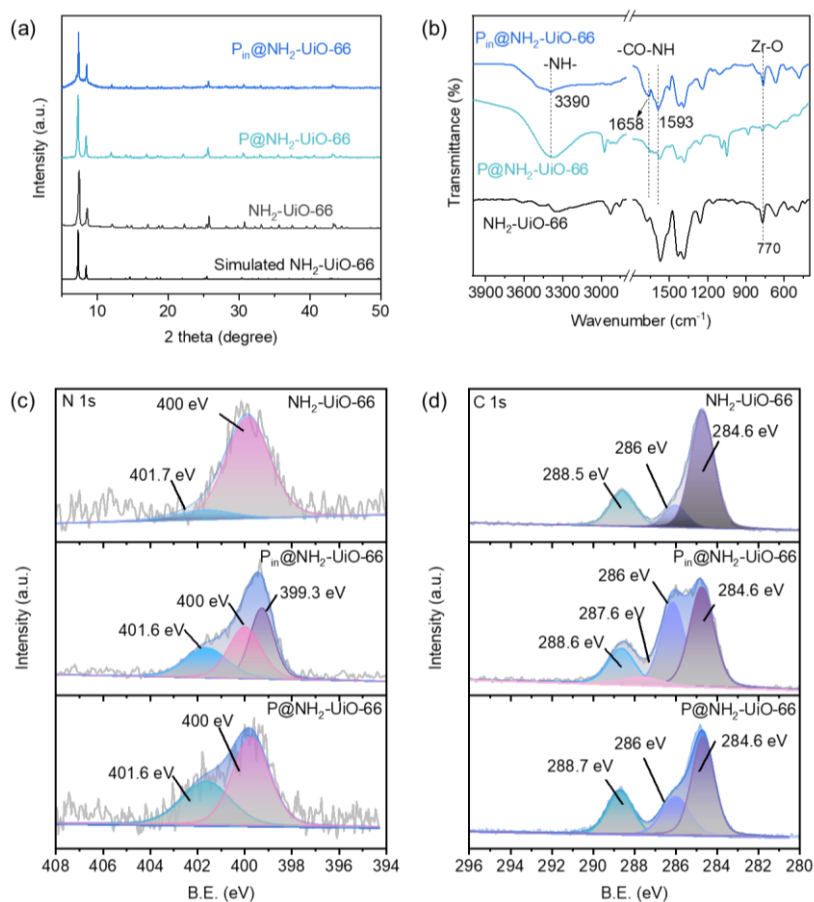 (a)
P_in@NH₂-UiO-66
P@NH₂-UiO-66
NH₂-UiO-66
Simulated NH₂-UiO-66
Intensity (a.u.)
10 20 30 40 50
2 theta (degree)
(b)
P_in@NH₂-UiO-66
-CO-NH
Zr-O
-NH-
3390
1658
1593
P@NH₂-UiO-66
NH₂-UiO-66
770
Transmittance (%)
3900 3600 3300 3000 1500 1200 900 600
Wavenumber (cm⁻¹)
(c)
N 1s
NH₂-UiO-66
400 eV
401.7 eV
P_in@NH₂-UiO-66
400 eV
399.3 eV
401.6 eV
P@NH₂-UiO-66
400 eV
401.6 eV
Intensity (a.u.)
408 406 404 402 400 398 396 394
B.E. (eV)
(d)
C 1s
NH₂-UiO-66
284.6 eV
286 eV
288.5 eV
P_in@NH₂-UiO-66
286 eV
284.6 eV
287.6 eV
288.6 eV
P@NH₂-UiO-66
286 eV
284.6 eV
288.7 eV
Intensity (a.u.)
296 294 292 290 288 286 284 282 280
B.E. (eV)